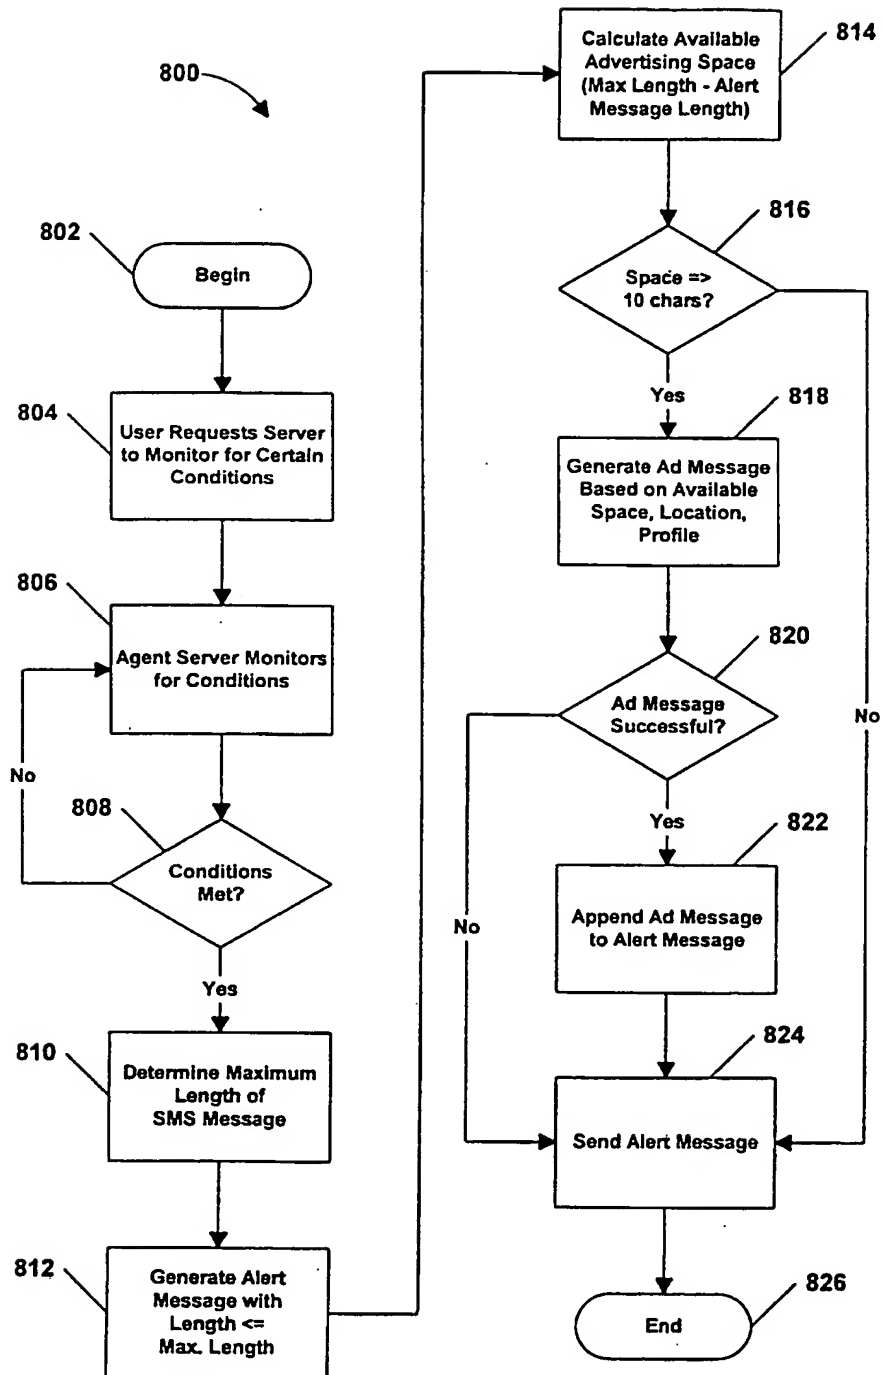 800
802
Begin
804
User Requests Server
to Monitor for Certain
Conditions
806
Agent Server Monitors
for Conditions
No
808
Conditions
Met?
Yes
810
Determine Maximum
Length of
SMS Message
812
Generate Alert
Message with
Length <=
Max. Length
814
Calculate Available
Advertising Space
(Max Length - Alert
Message Length)
816
Space =>
10 chars?
Yes
No
818
Generate Ad Message
Based on Available
Space, Location,
Profile
820
Ad Message
Successful?
Yes
No
822
Append Ad Message
to Alert Message
824
Send Alert Message
826
End